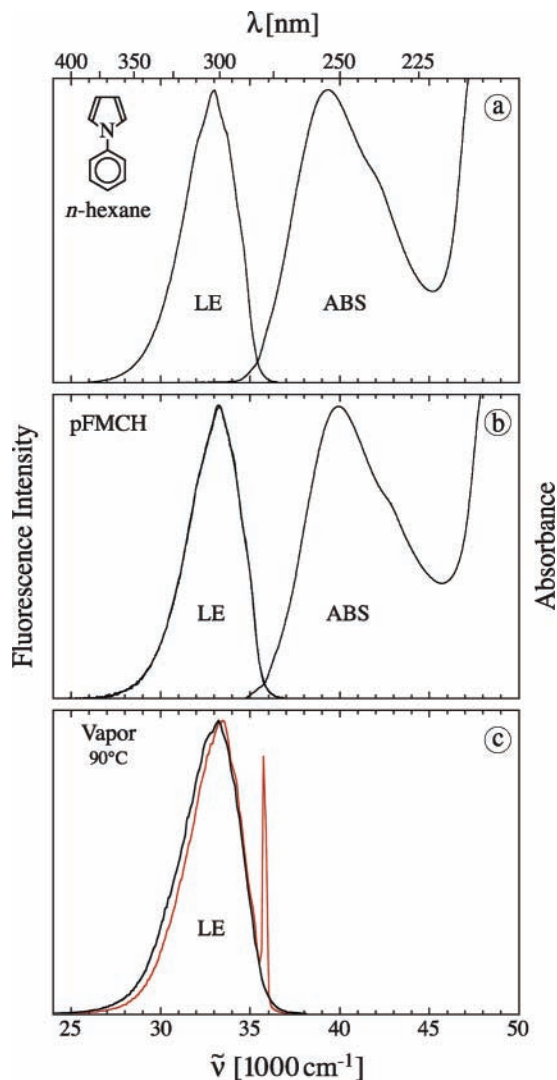 λ [nm]
400 350 300 250 225
a
N
n-hexane
LE
ABS
pFMCH
b
LE
ABS
Fluorescence Intensity
Absorbance
Vapor
90°C
c
LE
25 30 35 40 45 50
ṽ [1000 cm⁻¹]